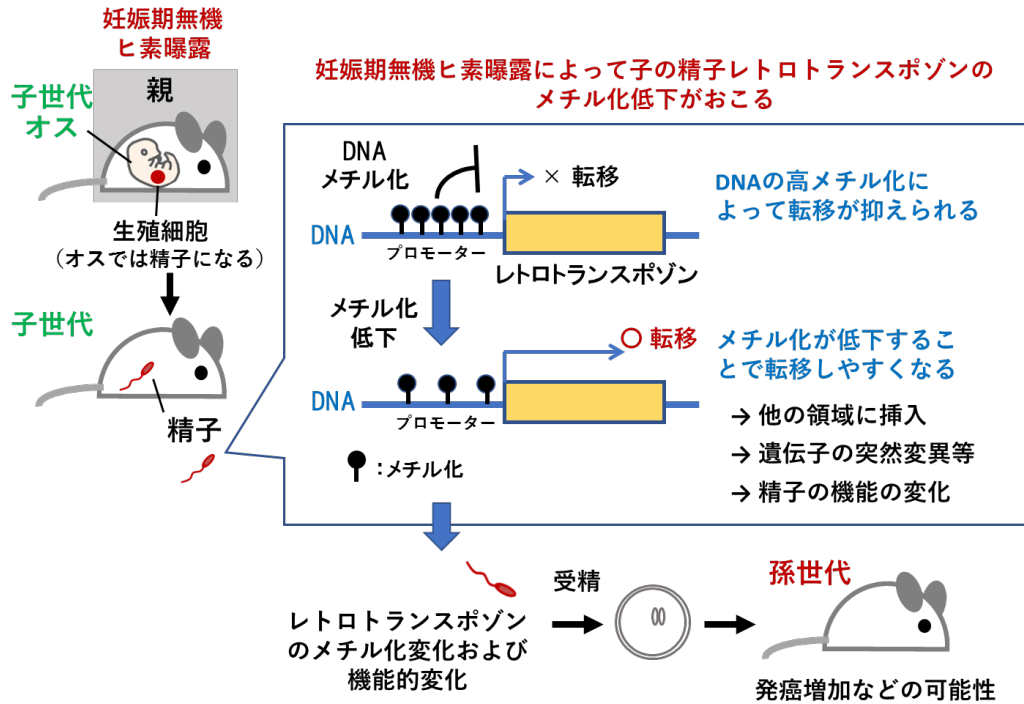 妊娠期無機
ヒ素曝露
親
子世代
オス
生殖細胞
（オスでは精子になる）
子世代
精子
妊娠期無機ヒ素曝露によって子の精子レトロトランスポゾンの
メチル化低下がおこる
DNA
メチル化
× 転移
DNA
プロモーター
レトロトランスポゾン
DNAの高メチル化に
よって転移が抑えられる
メチル化
低下
〇 転移
DNA
プロモーター
メチル化が低下するこ
とで転移しやすくなる
→ 他の領域に挿入
→ 遺伝子の突然変異等
→ 精子の機能の変化
：メチル化
レトロトランスポゾン
のメチル化変化および
機能的変化
受精
孫世代
発癌増加などの可能性